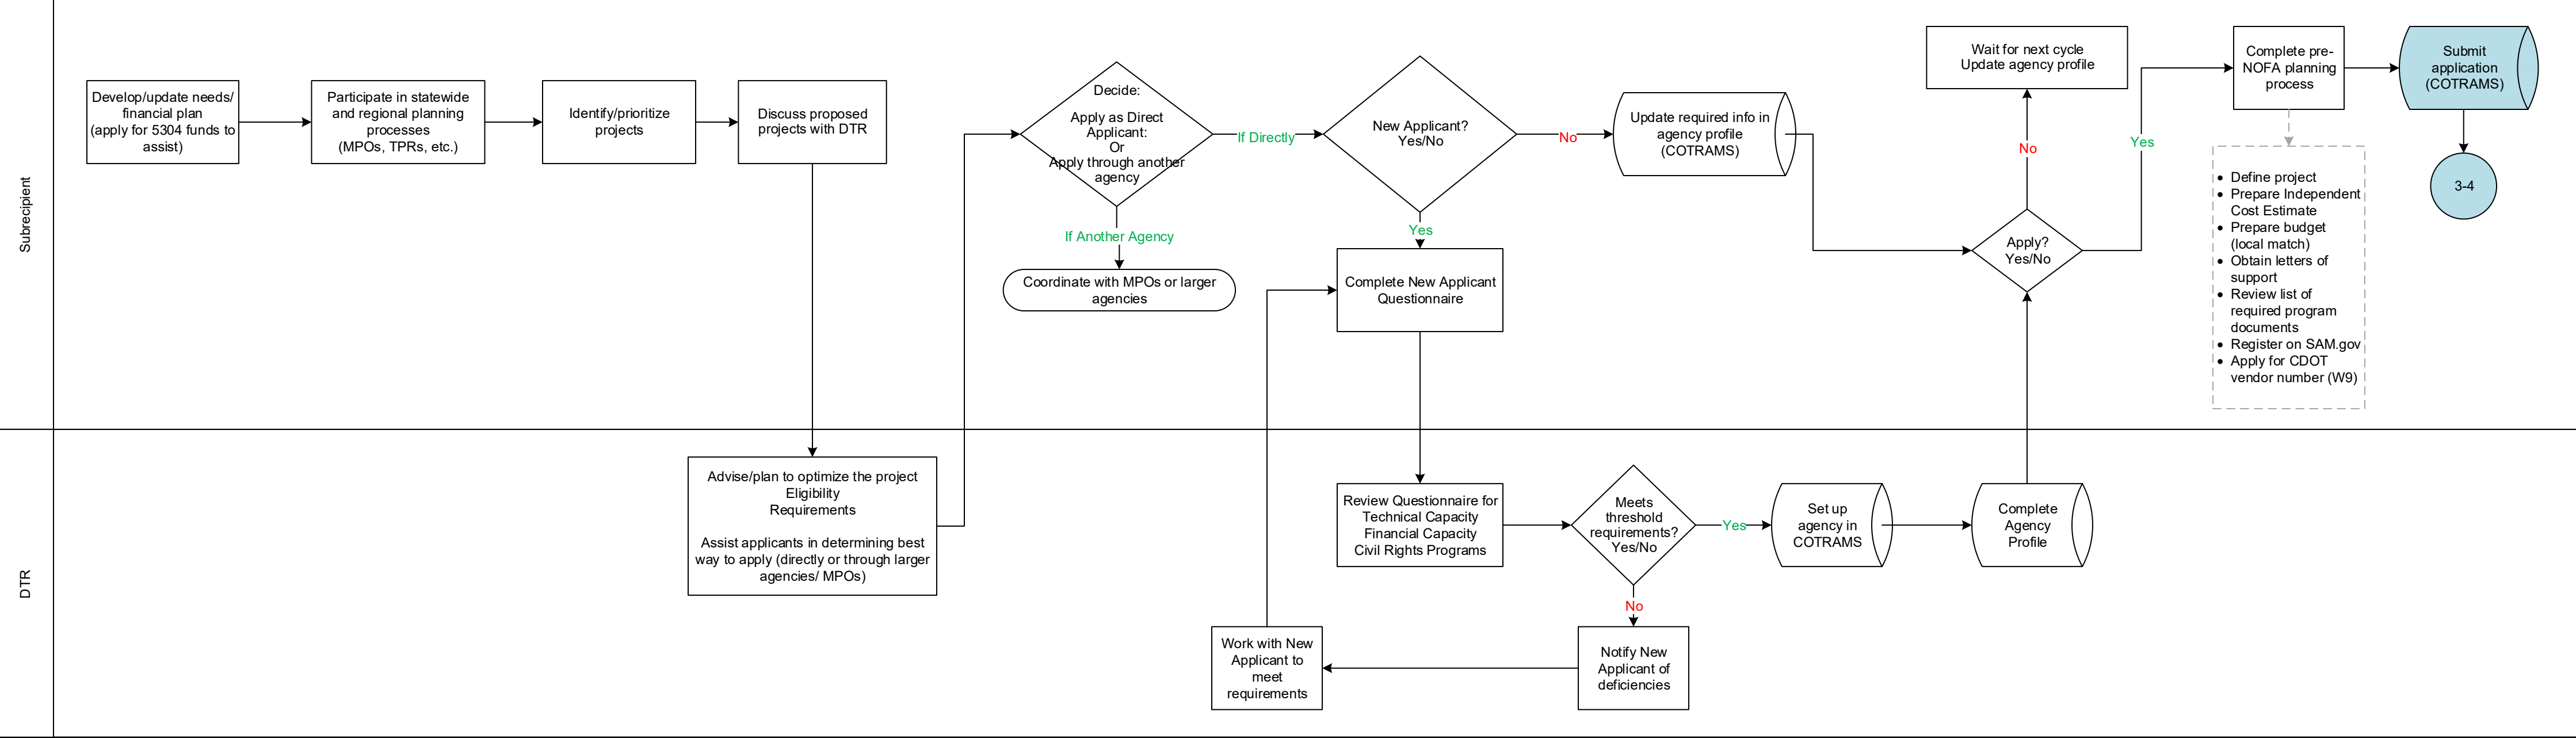 Subrecipient
Develop/update needs/
financial plan
(apply for 5304 funds to
assist)
Participate in statewide
and regional planning
processes
(MPOs, TPRs, etc.)
Identify/prioritize
projects
Discuss proposed
projects with DTR
Decide:
Apply as Direct
Applicant:
Or
Apply through another
agency
If Directly
If Another Agency
Coordinate with MPOs or larger
agencies
New Applicant?
Yes/No
No
Yes
Update required info in
agency profile
(COTRAMS)
Complete New Applicant
Questionnaire
Wait for next cycle
Update agency profile
No
Apply?
Yes/No
Yes
Complete pre-
NOFA planning
process
Submit
application
(COTRAMS)
3-4
• Define project
• Prepare Independent
Cost Estimate
• Prepare budget
(local match)
• Obtain letters of
support
• Review list of
required program
documents
• Register on SAM.gov
• Apply for CDOT
vendor number (W9)
DTR
Advise/plan to optimize the project
Eligibility
Requirements
Assist applicants in determining best
way to apply (directly or through larger
agencies/ MPOs)
Review Questionnaire for
Technical Capacity
Financial Capacity
Civil Rights Programs
Meets
threshold
requirements?
Yes/No
Yes
Set up
agency in
COTRAMS
Complete
Agency
Profile
No
Work with New
Applicant to
meet
requirements
Notify New
Applicant of
deficiencies